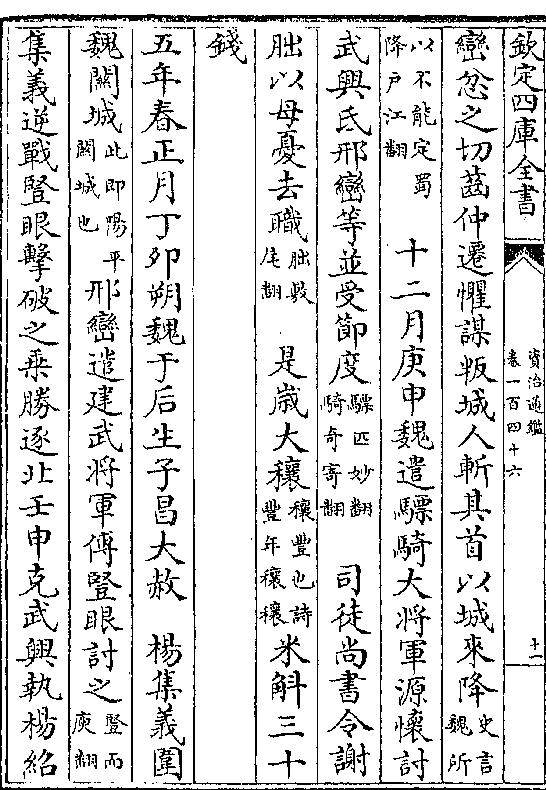 欽定四庫全書
資治通鑑
卷一百四十六
十一
巒忿之切齒仲遷懼謀叛城人斬其首以城來降史言魏所
以不能定蜀降戶江翻 十二月庚申魏遣驃騎大將軍源懷討
武興氐邢巒等並受節度驃匹妙翻騎奇寄翻 司徒尚書令謝
朏以母憂去職朏敷尾翻 是歲大穰穰豐也詩豐年穰穰米斛三十
錢
五年春正月丁卯朔魏于后生子昌大赦 楊集義圍
魏關城此即陽平關城也邢巒遣建武將軍傅豎眼討之豎而庾翻
集義逆戰豎眼擊破之乘勝逐北壬申克武興執楊紹